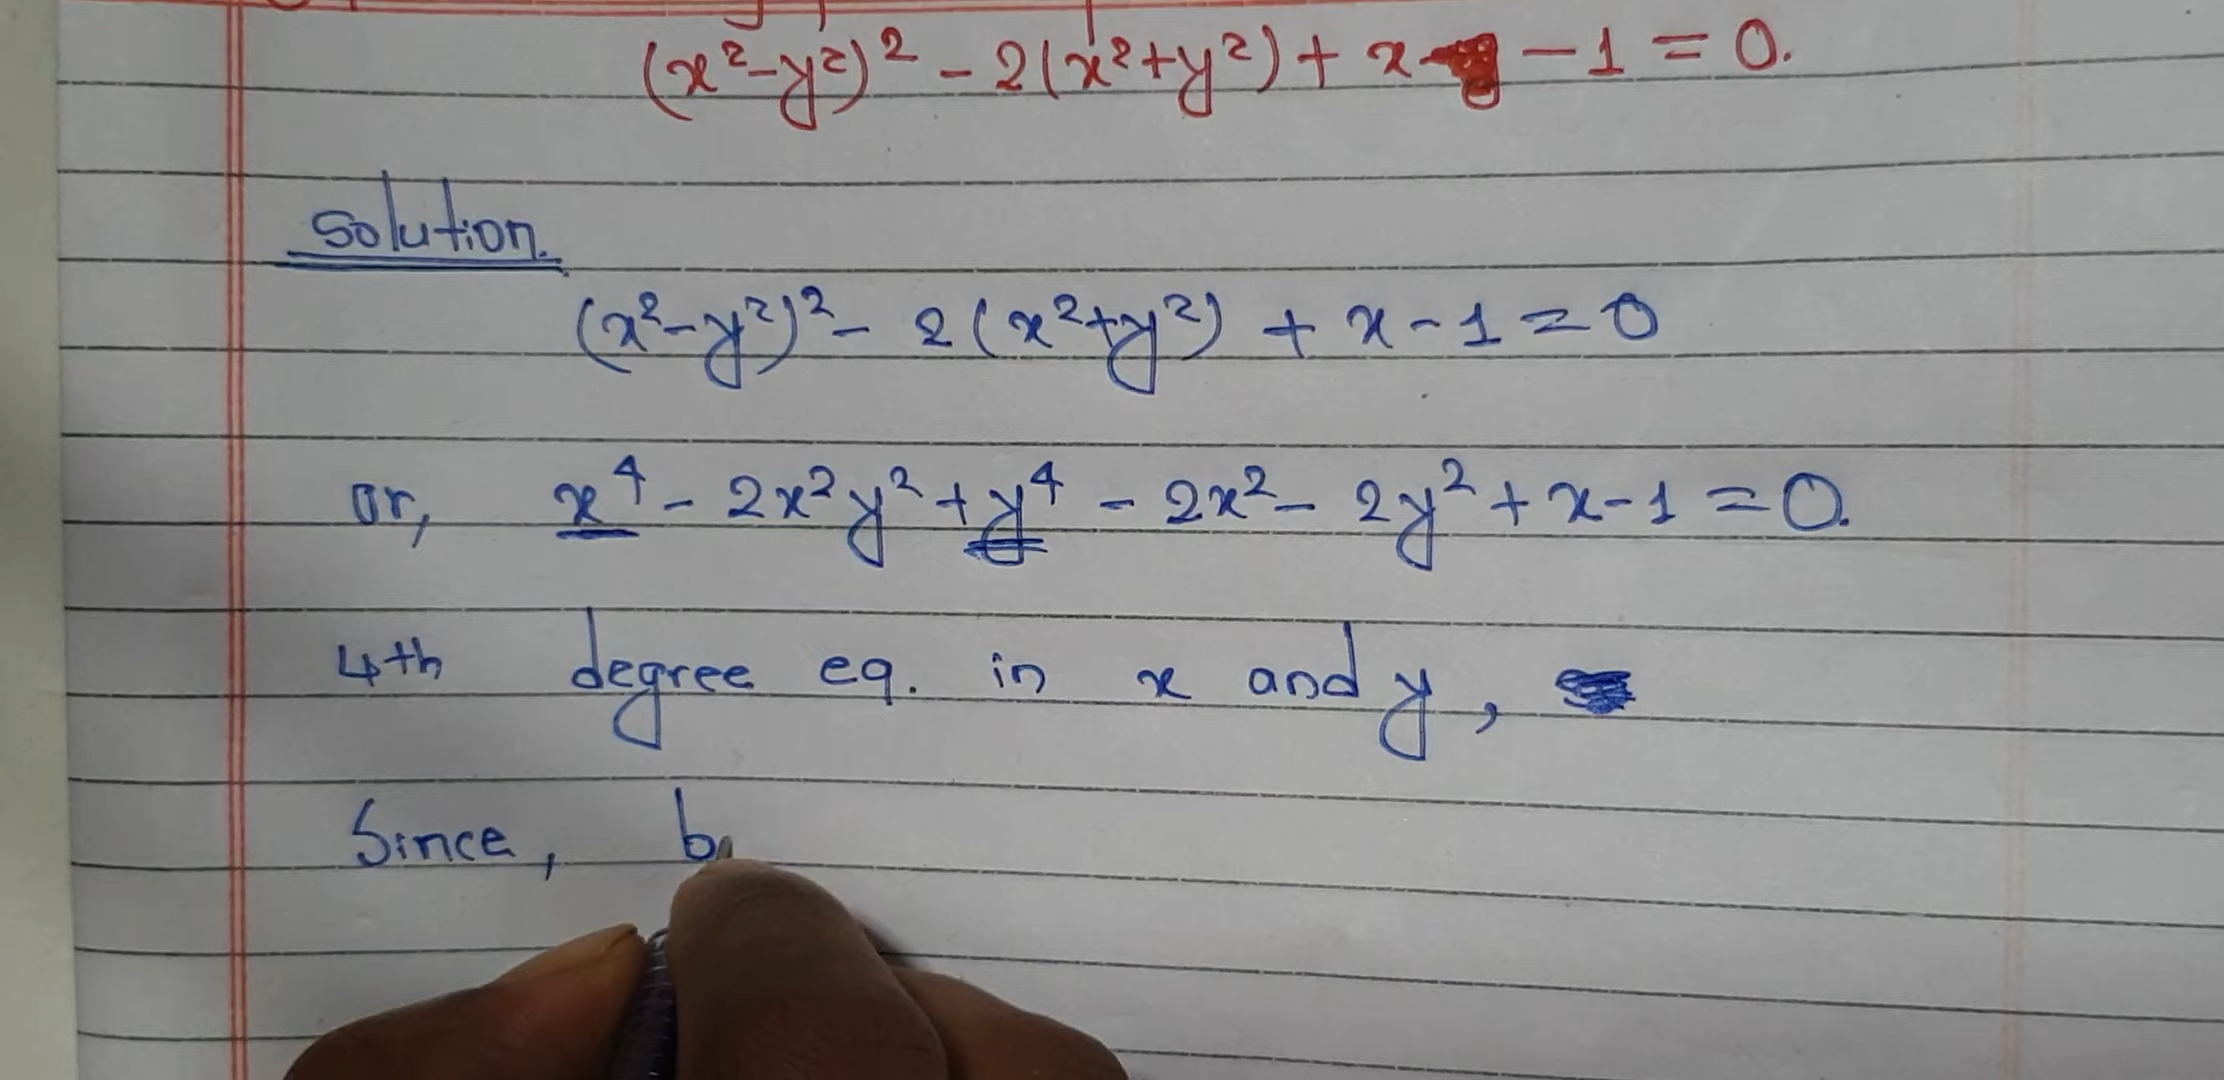 (x²-y²)² - 2(x²+y²) + x - 1 = 0.
Solution.
(x²-y²)² - 2(x²+y²) + x - 1 = 0
or, x⁴ - 2x²y² + y⁴ - 2x² - 2y² + x - 1 = 0.
4th degree eq. in x and y,
Since, b